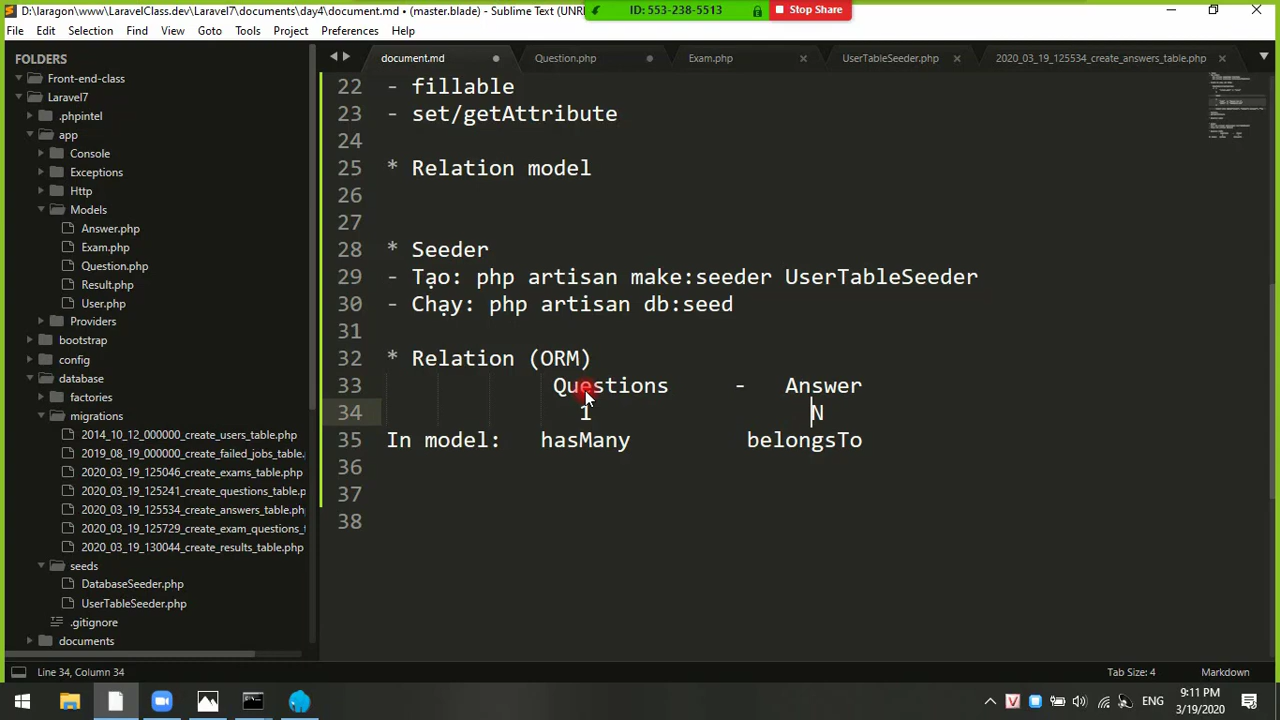 D:\laragon\www\LaravelClass.dev\Laravel7\documents\day4\document.md • (master.blade) - Sublime Text (UNRE
ID: 553-238-5513
Stop Share
File Edit Selection Find View Goto Tools Project Preferences Help
FOLDERS
Front-end-class
Laravel7
.phpintel
app
Console
Exceptions
Http
Models
Answer.php
Exam.php
Question.php
Result.php
User.php
Providers
bootstrap
config
database
factories
migrations
2014_10_12_000000_create_users_table.php
2019_08_19_000000_create_failed_jobs_table.
2020_03_19_125046_create_exams_table.php
2020_03_19_125241_create_questions_table.p
2020_03_19_125534_create_answers_table.ph
2020_03_19_125729_create_exam_questions_t
2020_03_19_130044_create_results_table.php
seeds
DatabaseSeeder.php
UserTableSeeder.php
.gitignore
documents
document.md Question.php Exam.php UserTableSeeder.php 2020_03_19_125534_create_answers_table.php
22 - fillable
23 - set/getAttribute
24
25 * Relation model
26
27
28 * Seeder
29 - Tạo: php artisan make:seeder UserTableSeeder
30 - Chạy: php artisan db:seed
31
32 * Relation (ORM)
33 Questions - Answer
34 1 N
35 In model: hasMany belongsTo
36
37
38
Line 34, Column 34
Tab Size: 4 Markdown
ENG
9:11 PM
3/19/2020